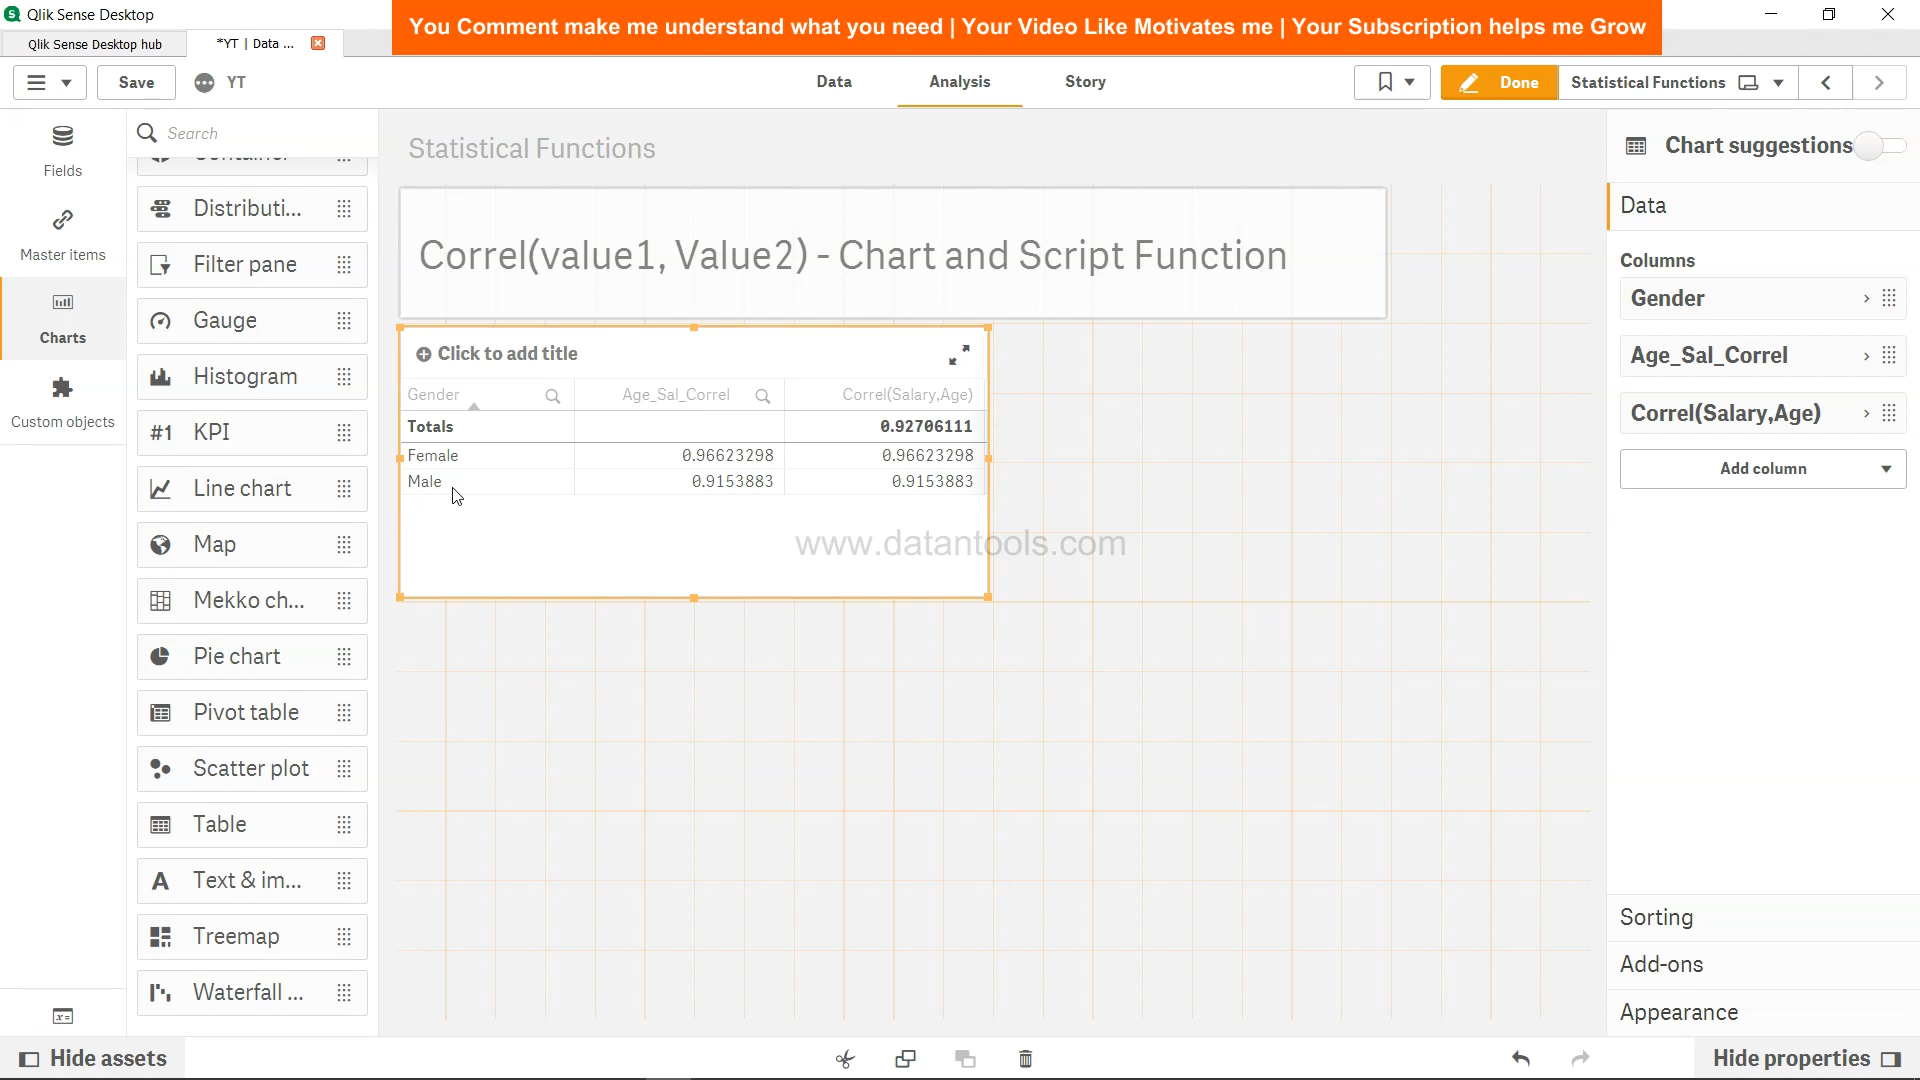 Qlik Sense Desktop
You Comment make me understand what you need | Your Video Like Motivates me | Your Subscription helps me Grow
Qlik Sense Desktop hub
*YT | Data ...
Save
YT
Data
Analysis
Story
Done
Statistical Functions
Fields
Master items
Charts
Custom objects
Search
Container
Distributi...
Filter pane
Gauge
Histogram
#1 KPI
Line chart
Map
Mekko ch...
Pie chart
Pivot table
Scatter plot
Table
A Text & im...
Treemap
Waterfall ...
Statistical Functions
Correl(value1, Value2) - Chart and Script Function
Click to add title
Gender Age_Sal_Correl Correl(Salary,Age)
Totals 0.92706111
Female 0.96623298 0.96623298
Male 0.9153883 0.9153883
www.datantools.com
Chart suggestions
Data
Columns
Gender
Age_Sal_Correl
Correl(Salary,Age)
Add column
Sorting
Add-ons
Appearance
Hide assets
Hide properties